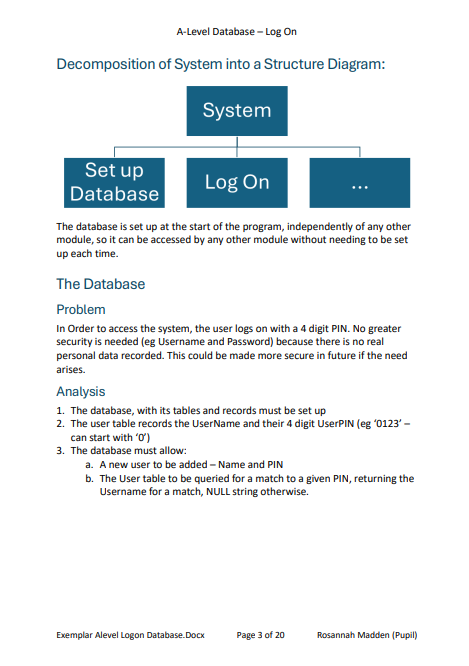 A-Level Database – Log On
Decomposition of System into a Structure Diagram:
System
Set up
Database
Log On
...
The database is set up at the start of the program, independently of any other
module, so it can be accessed by any other module without needing to be set
up each time.
The Database
Problem
In Order to access the system, the user logs on with a 4 digit PIN. No greater
security is needed (eg Username and Password) because there is no real
personal data recorded. This could be made more secure in future if the need
arises.
Analysis
1. The database, with its tables and records must be set up
2. The user table records the UserName and their 4 digit UserPIN (eg ‘0123’ –
can start with ‘0’)
3. The database must allow:
a. A new user to be added – Name and PIN
b. The User table to be queried for a match to a given PIN, returning the
Username for a match, NULL string otherwise.
Exemplar Alevel Logon Database.Docx Page 3 of 20 Rosannah Madden (Pupil)